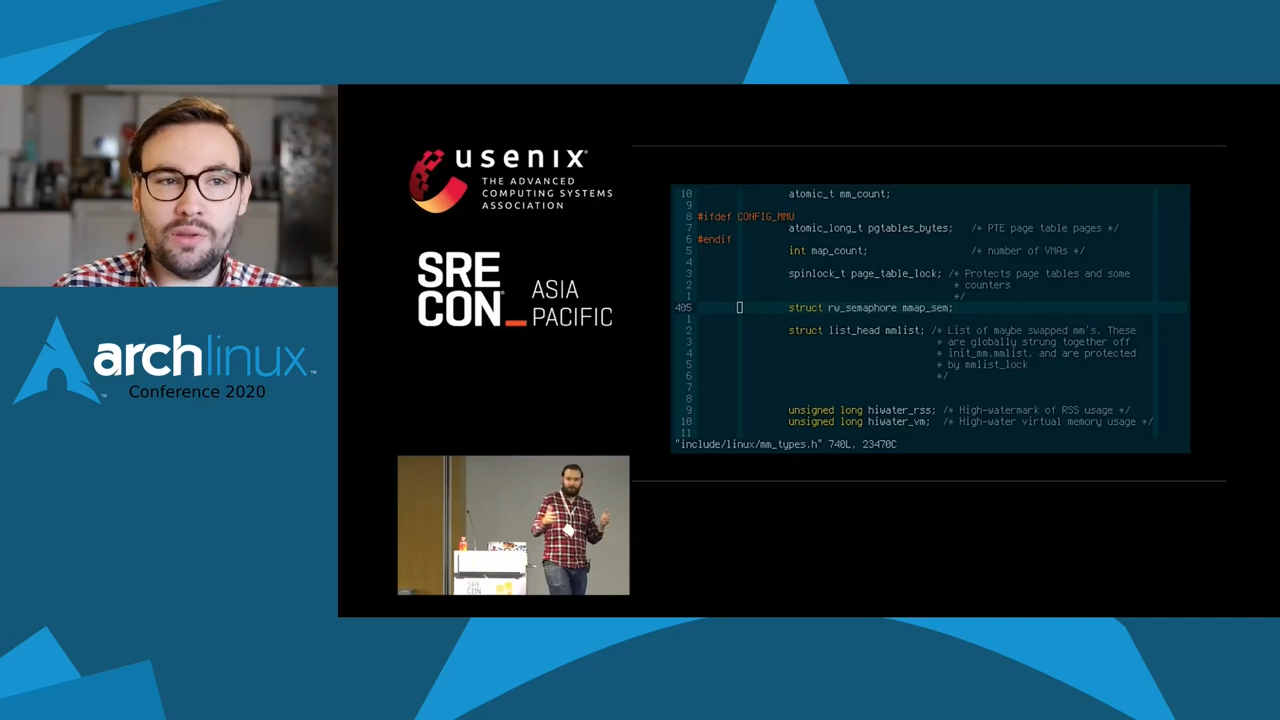 usenix®
THE ADVANCED
COMPUTING SYSTEMS
ASSOCIATION
SRE
CON_
ASIA
PACIFIC
archlinux™
™
Conference 2020
10 atomic_t mm_count;
9
8 #ifdef CONFIG_MMU
7 atomic_long_t pgtables_bytes; /* PTE page table pages */
6 #endif
5 int map_count; /* number of VMAs */
4
3 spinlock_t page_table_lock; /* Protects page tables and some
2 * counters
1 */
405 struct rw_semaphore mmap_sem;
1
2 struct list_head mmlist; /* List of maybe swapped mm's. These
3 * are globally strung together off
4 * init_mm.mmlist, and are protected
5 * by mmlist_lock
6 */
7
8
9 unsigned long hiwater_rss; /* High-watermark of RSS usage */
10 unsigned long hiwater_vm; /* High-water virtual memory usage */
11
"include/linux/mm_types.h" 740L, 23470C
SRE
CON